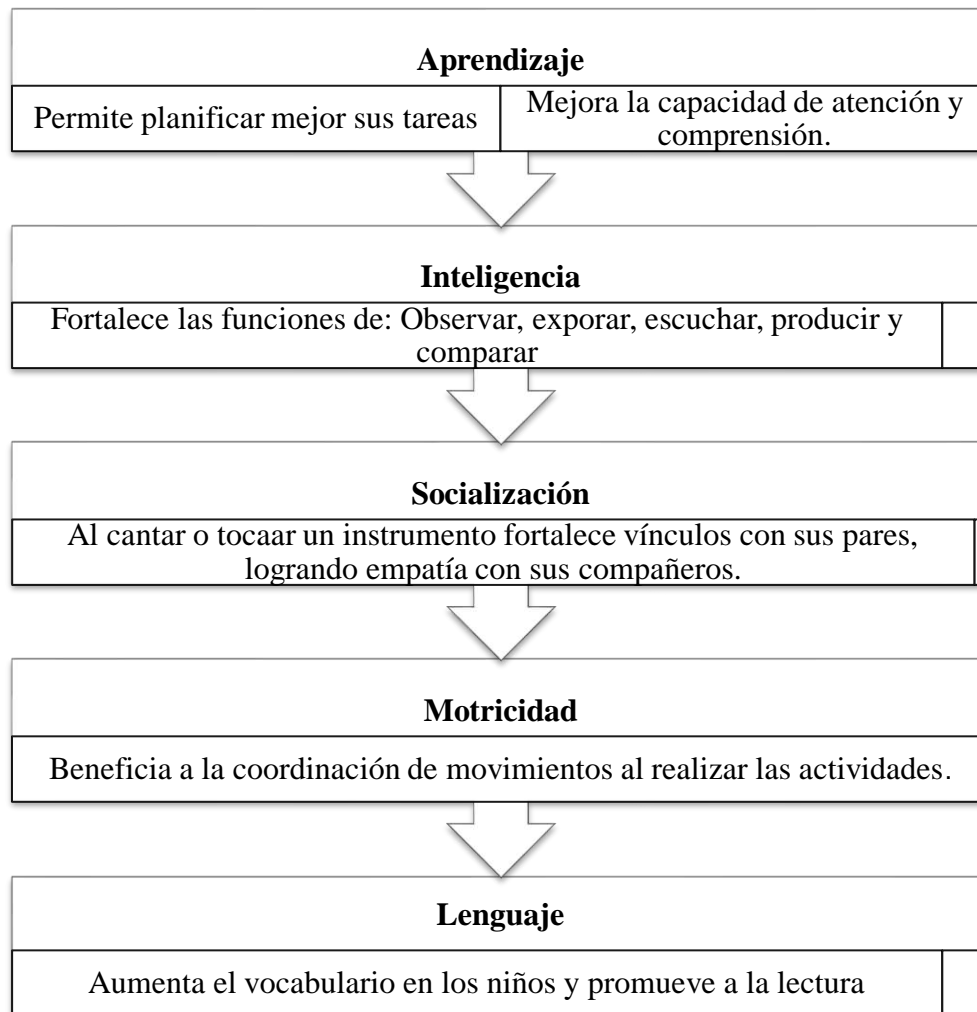 Aprendizaje
Permite planificar mejor sus tareas
Mejora la capacidad de atención y
comprensión.
Inteligencia
Fortalece las funciones de: Observar, exporar, escuchar, producir y
comparar
Socialización
Al cantar o tocaar un instrumento fortalece vínculos con sus pares,
logrando empatía con sus compañeros.
Motricidad
Beneficia a la coordinación de movimientos al realizar las actividades.
Lenguaje
Aumenta el vocabulario en los niños y promueve a la lectura